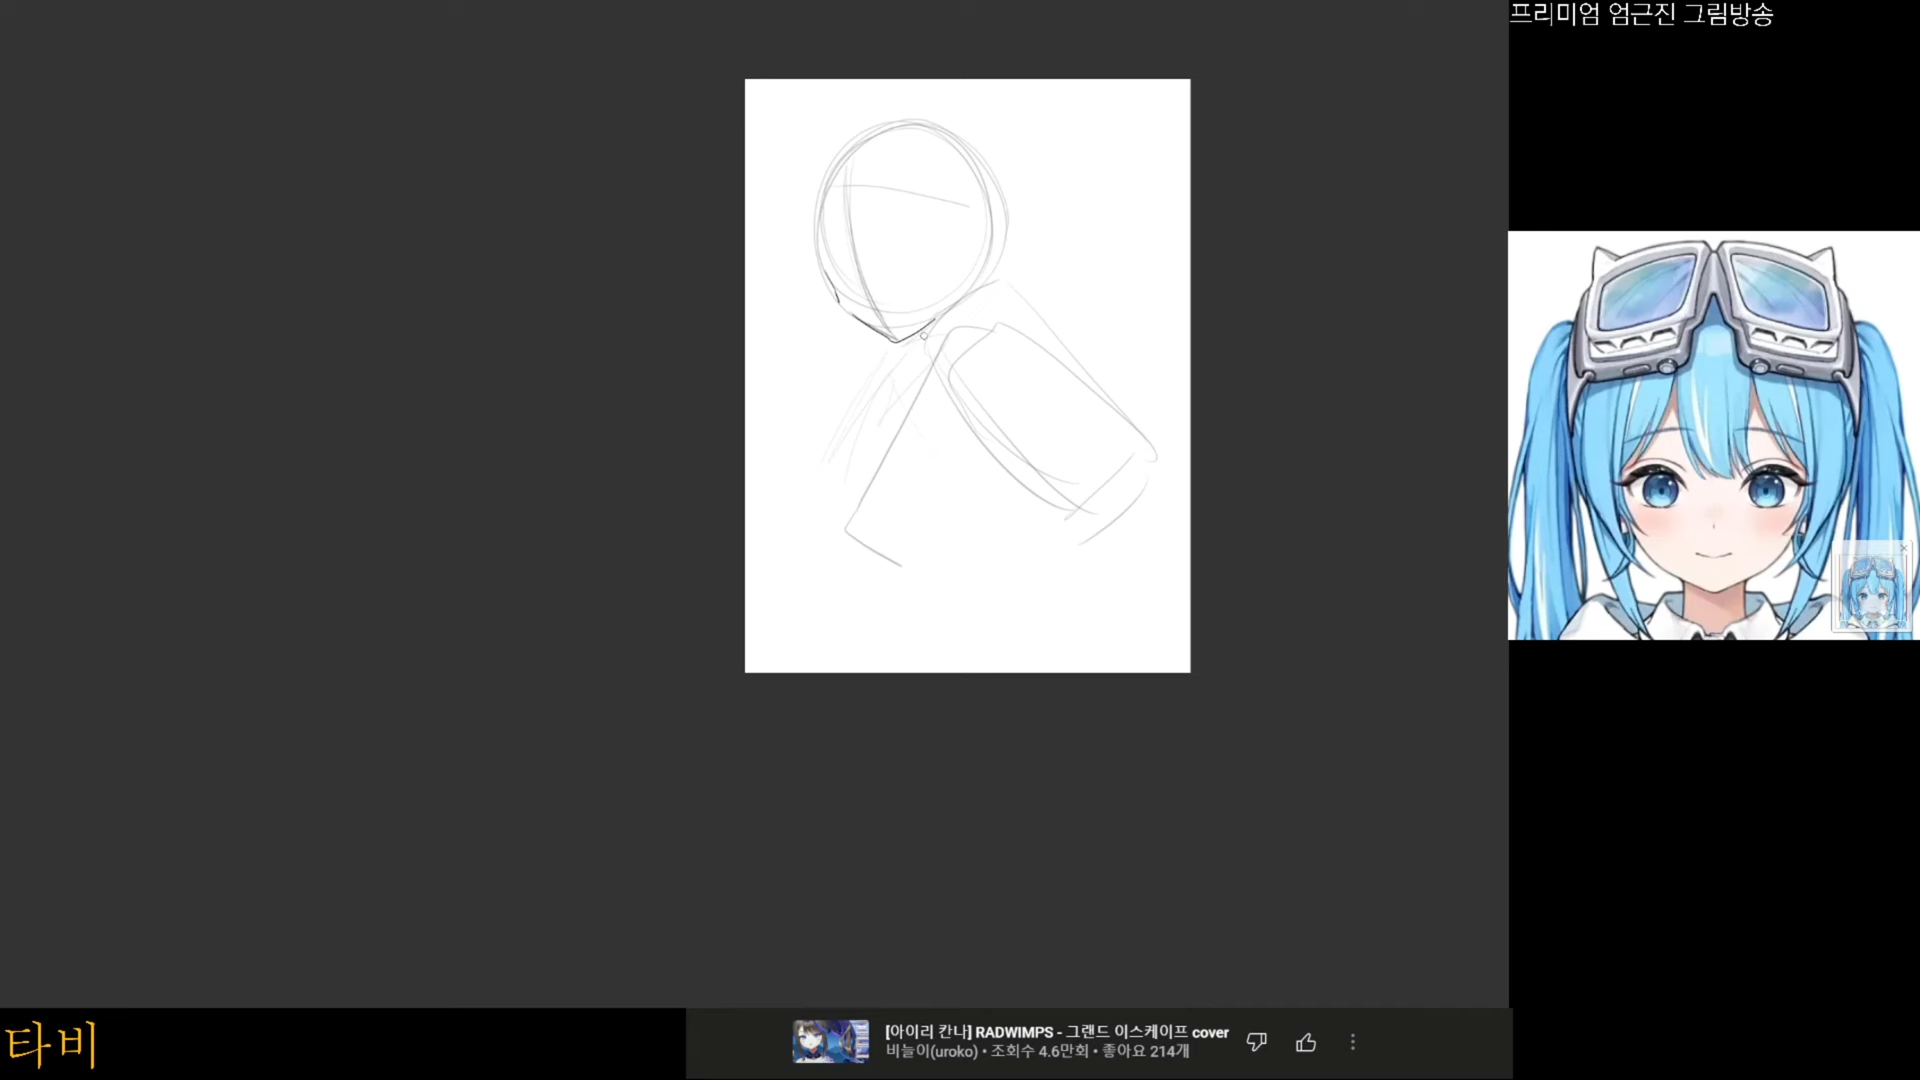 프리미엄 엄근진 그림방송
타비
[아이리 칸나] RADWIMPS - 그랜드 이스케이프 cover
비늘이(uroko) • 조회수 4.6만회 • 좋아요 214개